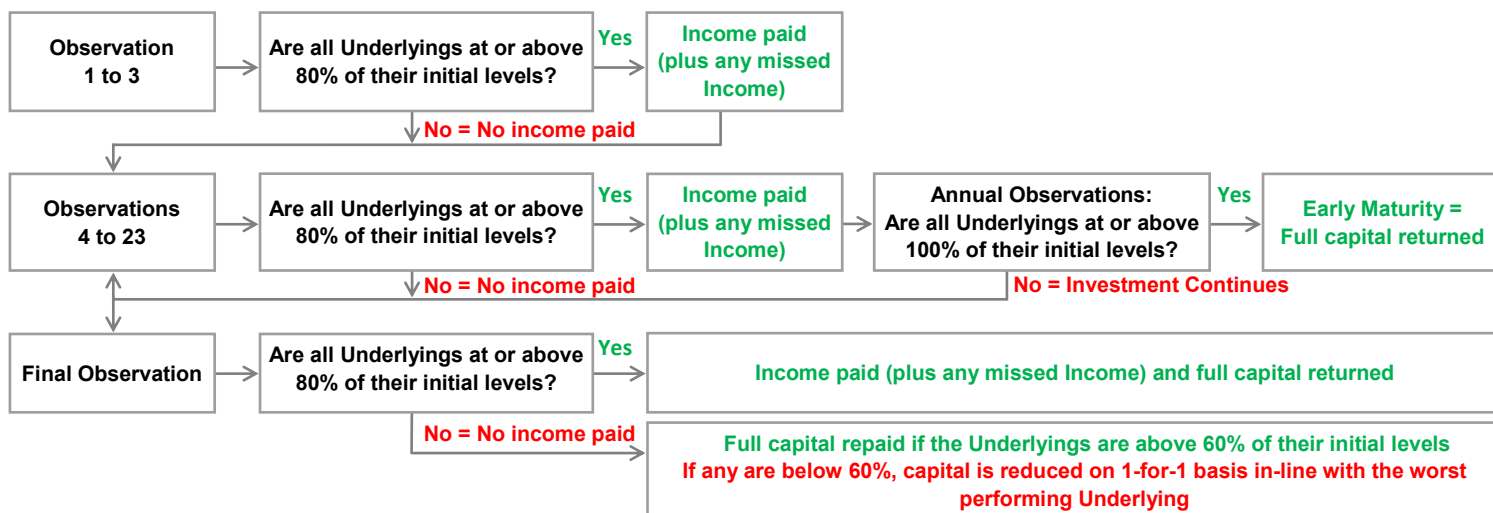 Observation
1 to 3
Are all Underlyings at or above
80% of their initial levels?
Yes
Income paid
(plus any missed
Income)
No = No income paid
Observations
4 to 23
Are all Underlyings at or above
80% of their initial levels?
Yes
Income paid
(plus any missed
Income)
Annual Observations:
Are all Underlyings at or above
100% of their initial levels?
Yes
Early Maturity =
Full capital returned
No = No income paid
No = Investment Continues
Final Observation
Are all Underlyings at or above
80% of their initial levels?
Yes
Income paid (plus any missed Income) and full capital returned
No = No income paid
Full capital repaid if the Underlyings are above 60% of their initial levels
If any are below 60%, capital is reduced on 1-for-1 basis in-line with the worst
performing Underlying